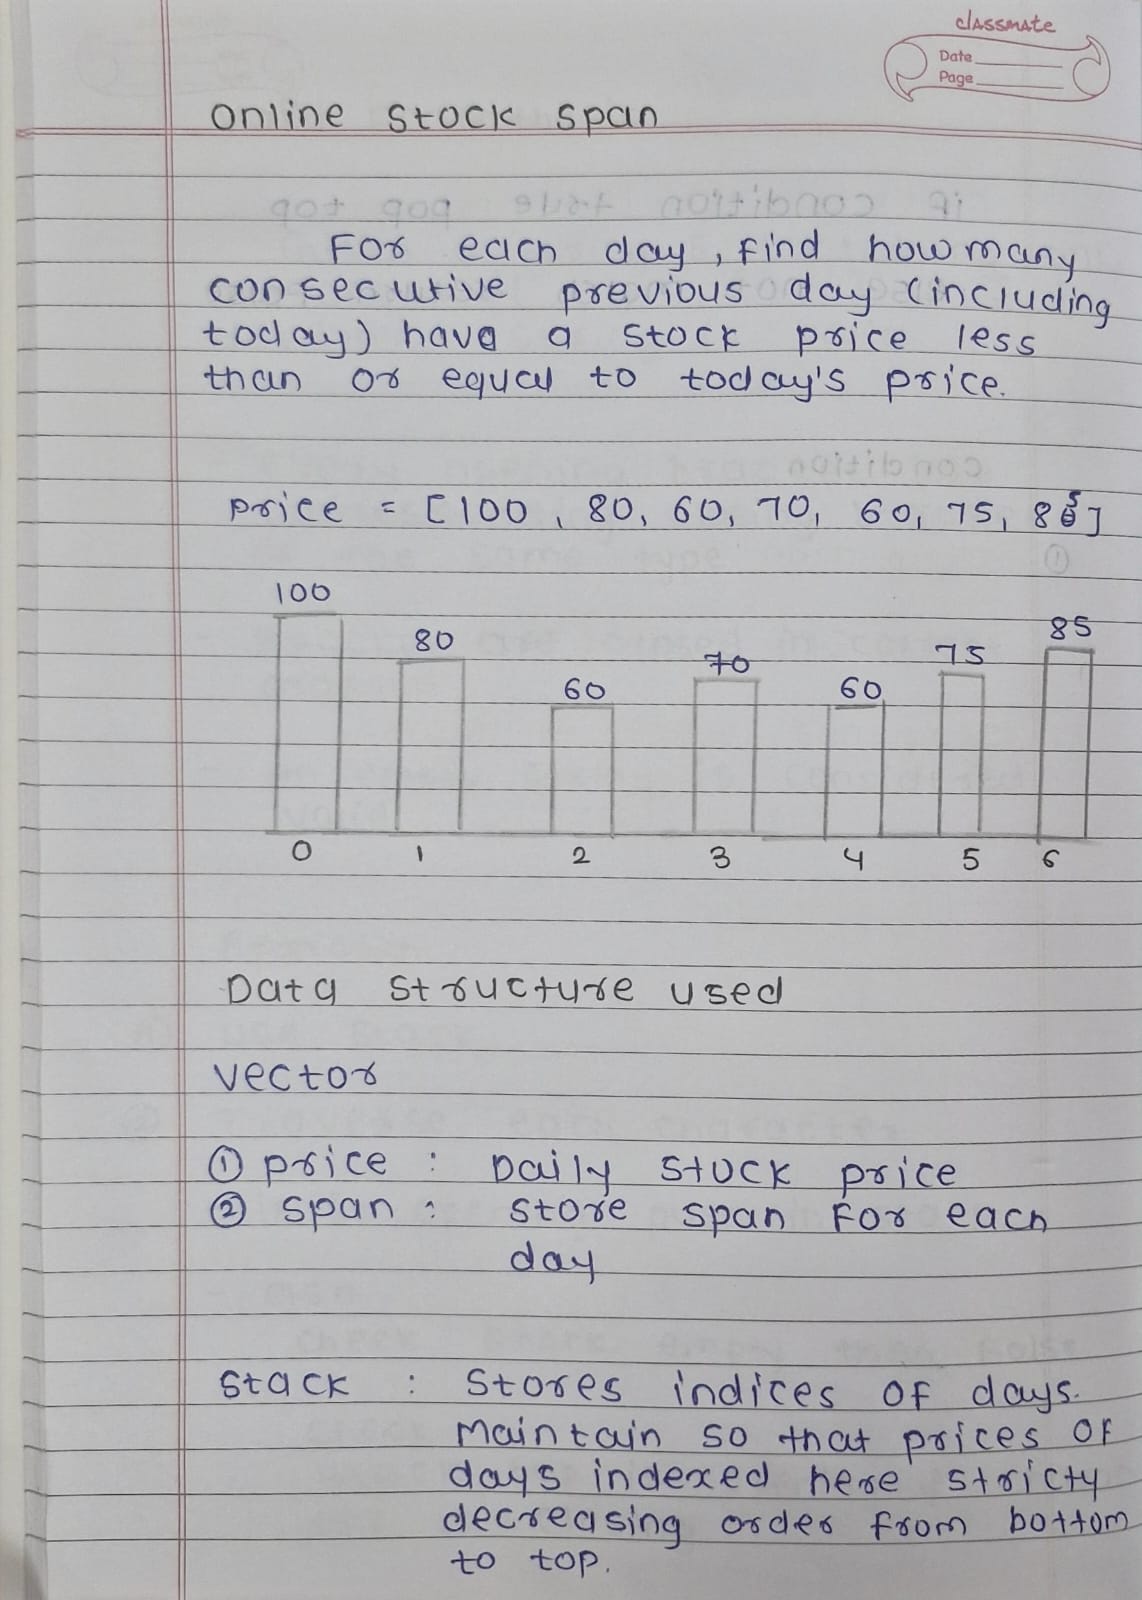 classmate
Date
Page
Online Stock Span
For each day, find how many
consecutive previous day (including
today) have a stock price less
than or equal to today's price.
price = [100, 80, 60, 70, 60, 75, 85]
100
80
60
70
60
75
85
0 1 2 3 4 5 6
Data structure used
vector
① price : Daily stock price
② span : store span for each
day
stack : stores indices of days.
maintain so that prices of
days indexed here stricty
decreasing order from bottom
to top.